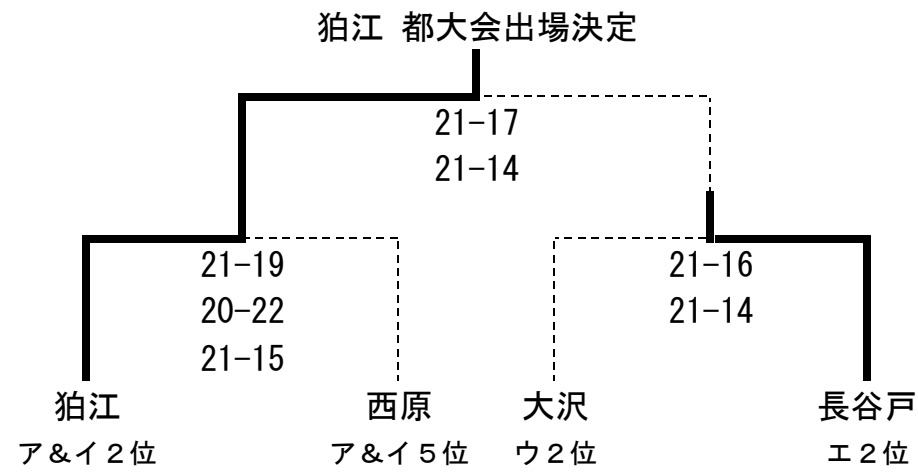 狛江 都大会出場決定
21-17
21-14
21-19
20-22
21-15
21-16
21-14
狛江
西原
大沢
長谷戸
ア＆イ２位
ア＆イ５位
ウ２位
エ２位